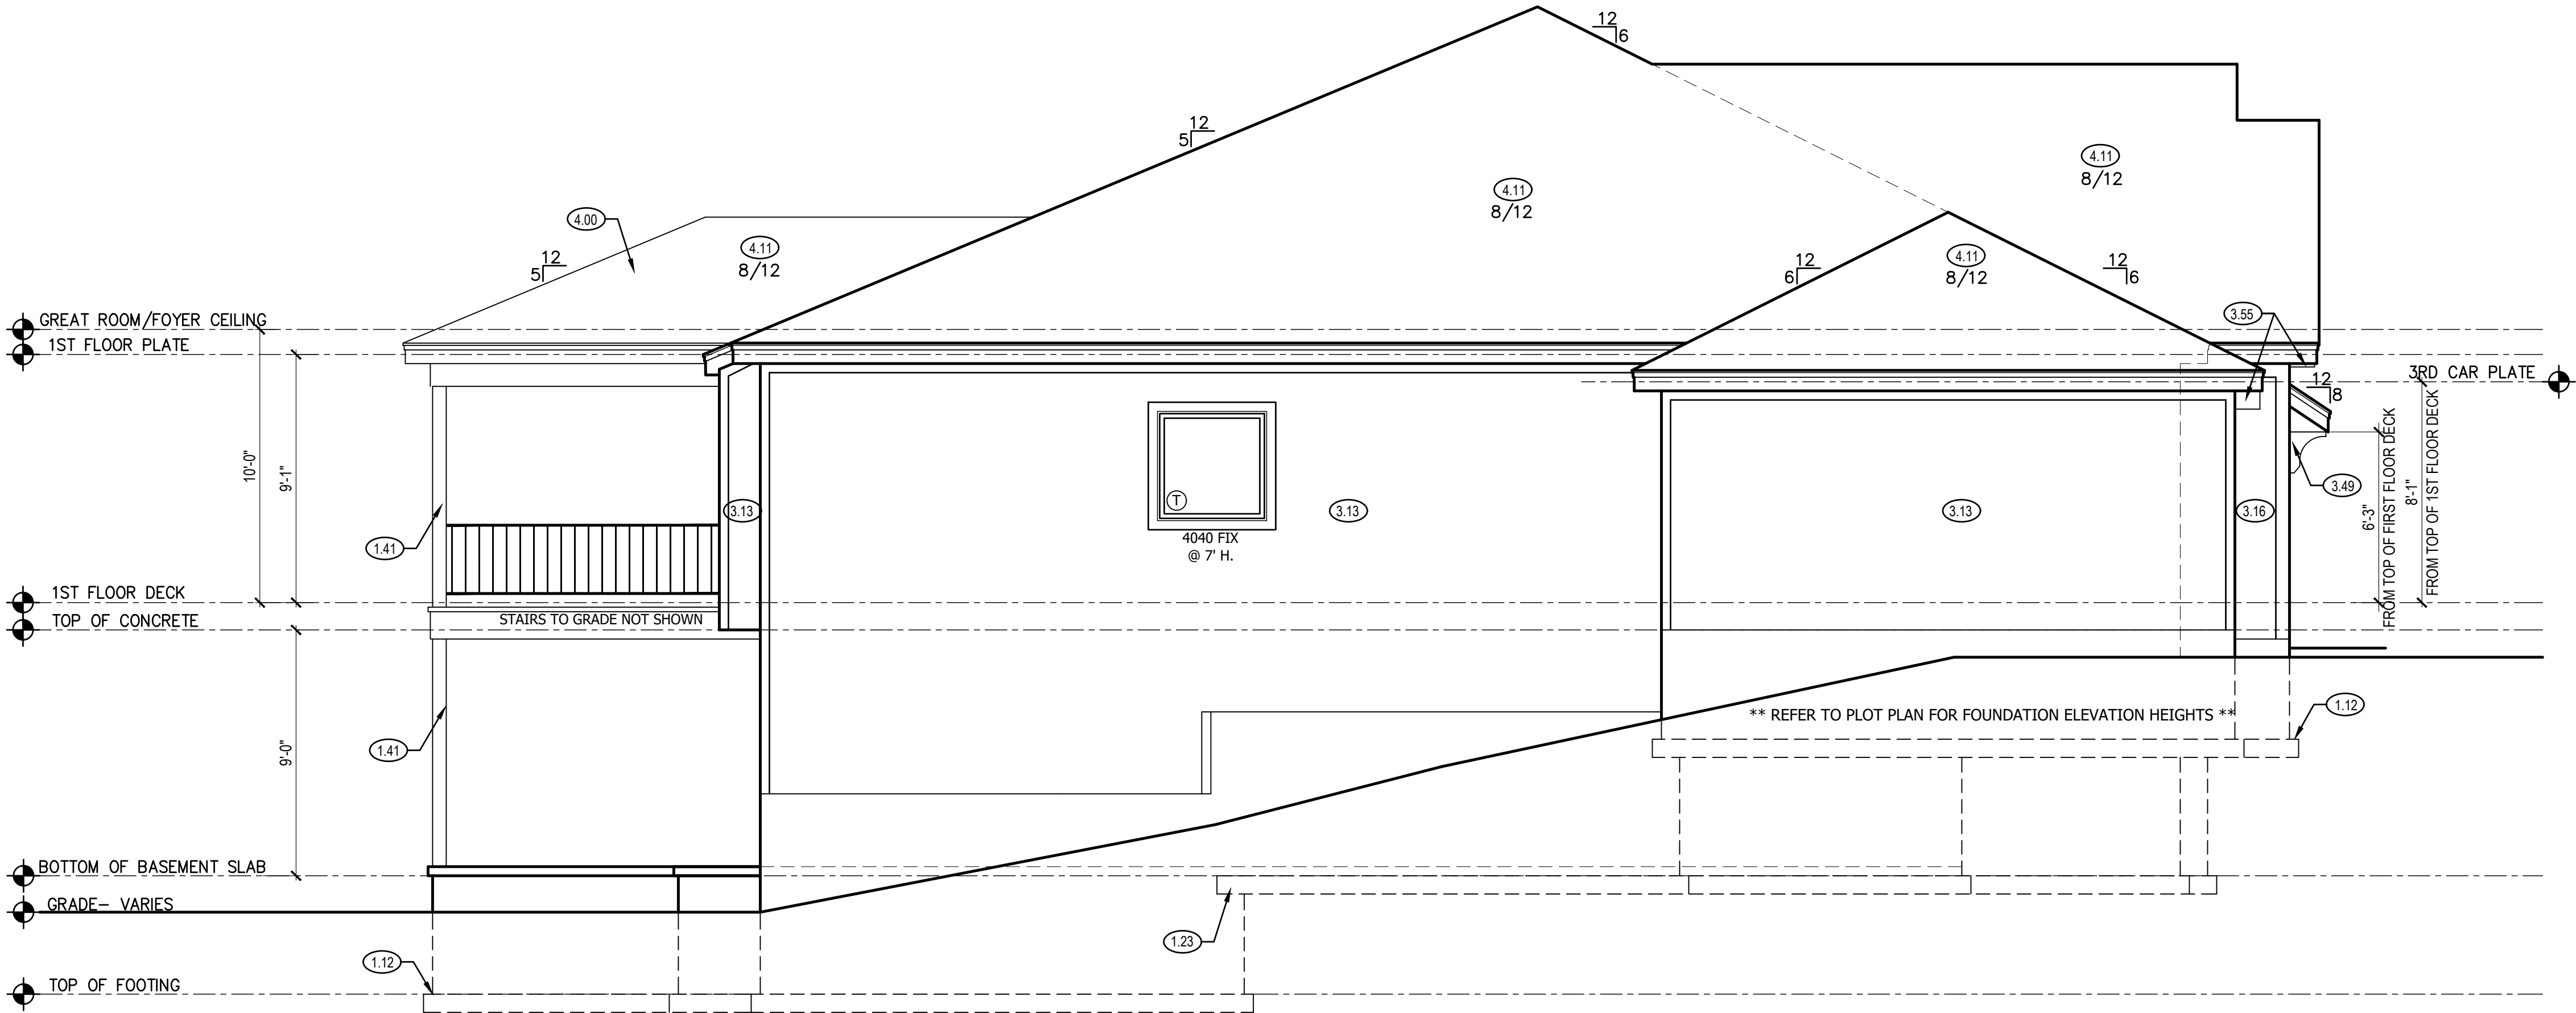 12
6
12
5
4.11
8/12
4.11
8/12
4.00
12
5
4.11
8/12
12
6
4.11
8/12
12
6
3.55
GREAT ROOM/FOYER CEILING
1ST FLOOR PLATE
3RD CAR PLATE
12
8
10'-0"
9'-1"
1.41
3.13
T
4040 FIX
@ 7' H.
3.13
3.13
3.16
3.49
6'-3"
FROM TOP OF FIRST FLOOR DECK
8'-1"
FROM TOP OF 1ST FLOOR DECK
1ST FLOOR DECK
TOP OF CONCRETE
STAIRS TO GRADE NOT SHOWN
9'-0"
1.41
** REFER TO PLOT PLAN FOR FOUNDATION ELEVATION HEIGHTS **
1.12
BOTTOM OF BASEMENT SLAB
GRADE- VARIES
1.23
1.12
TOP OF FOOTING